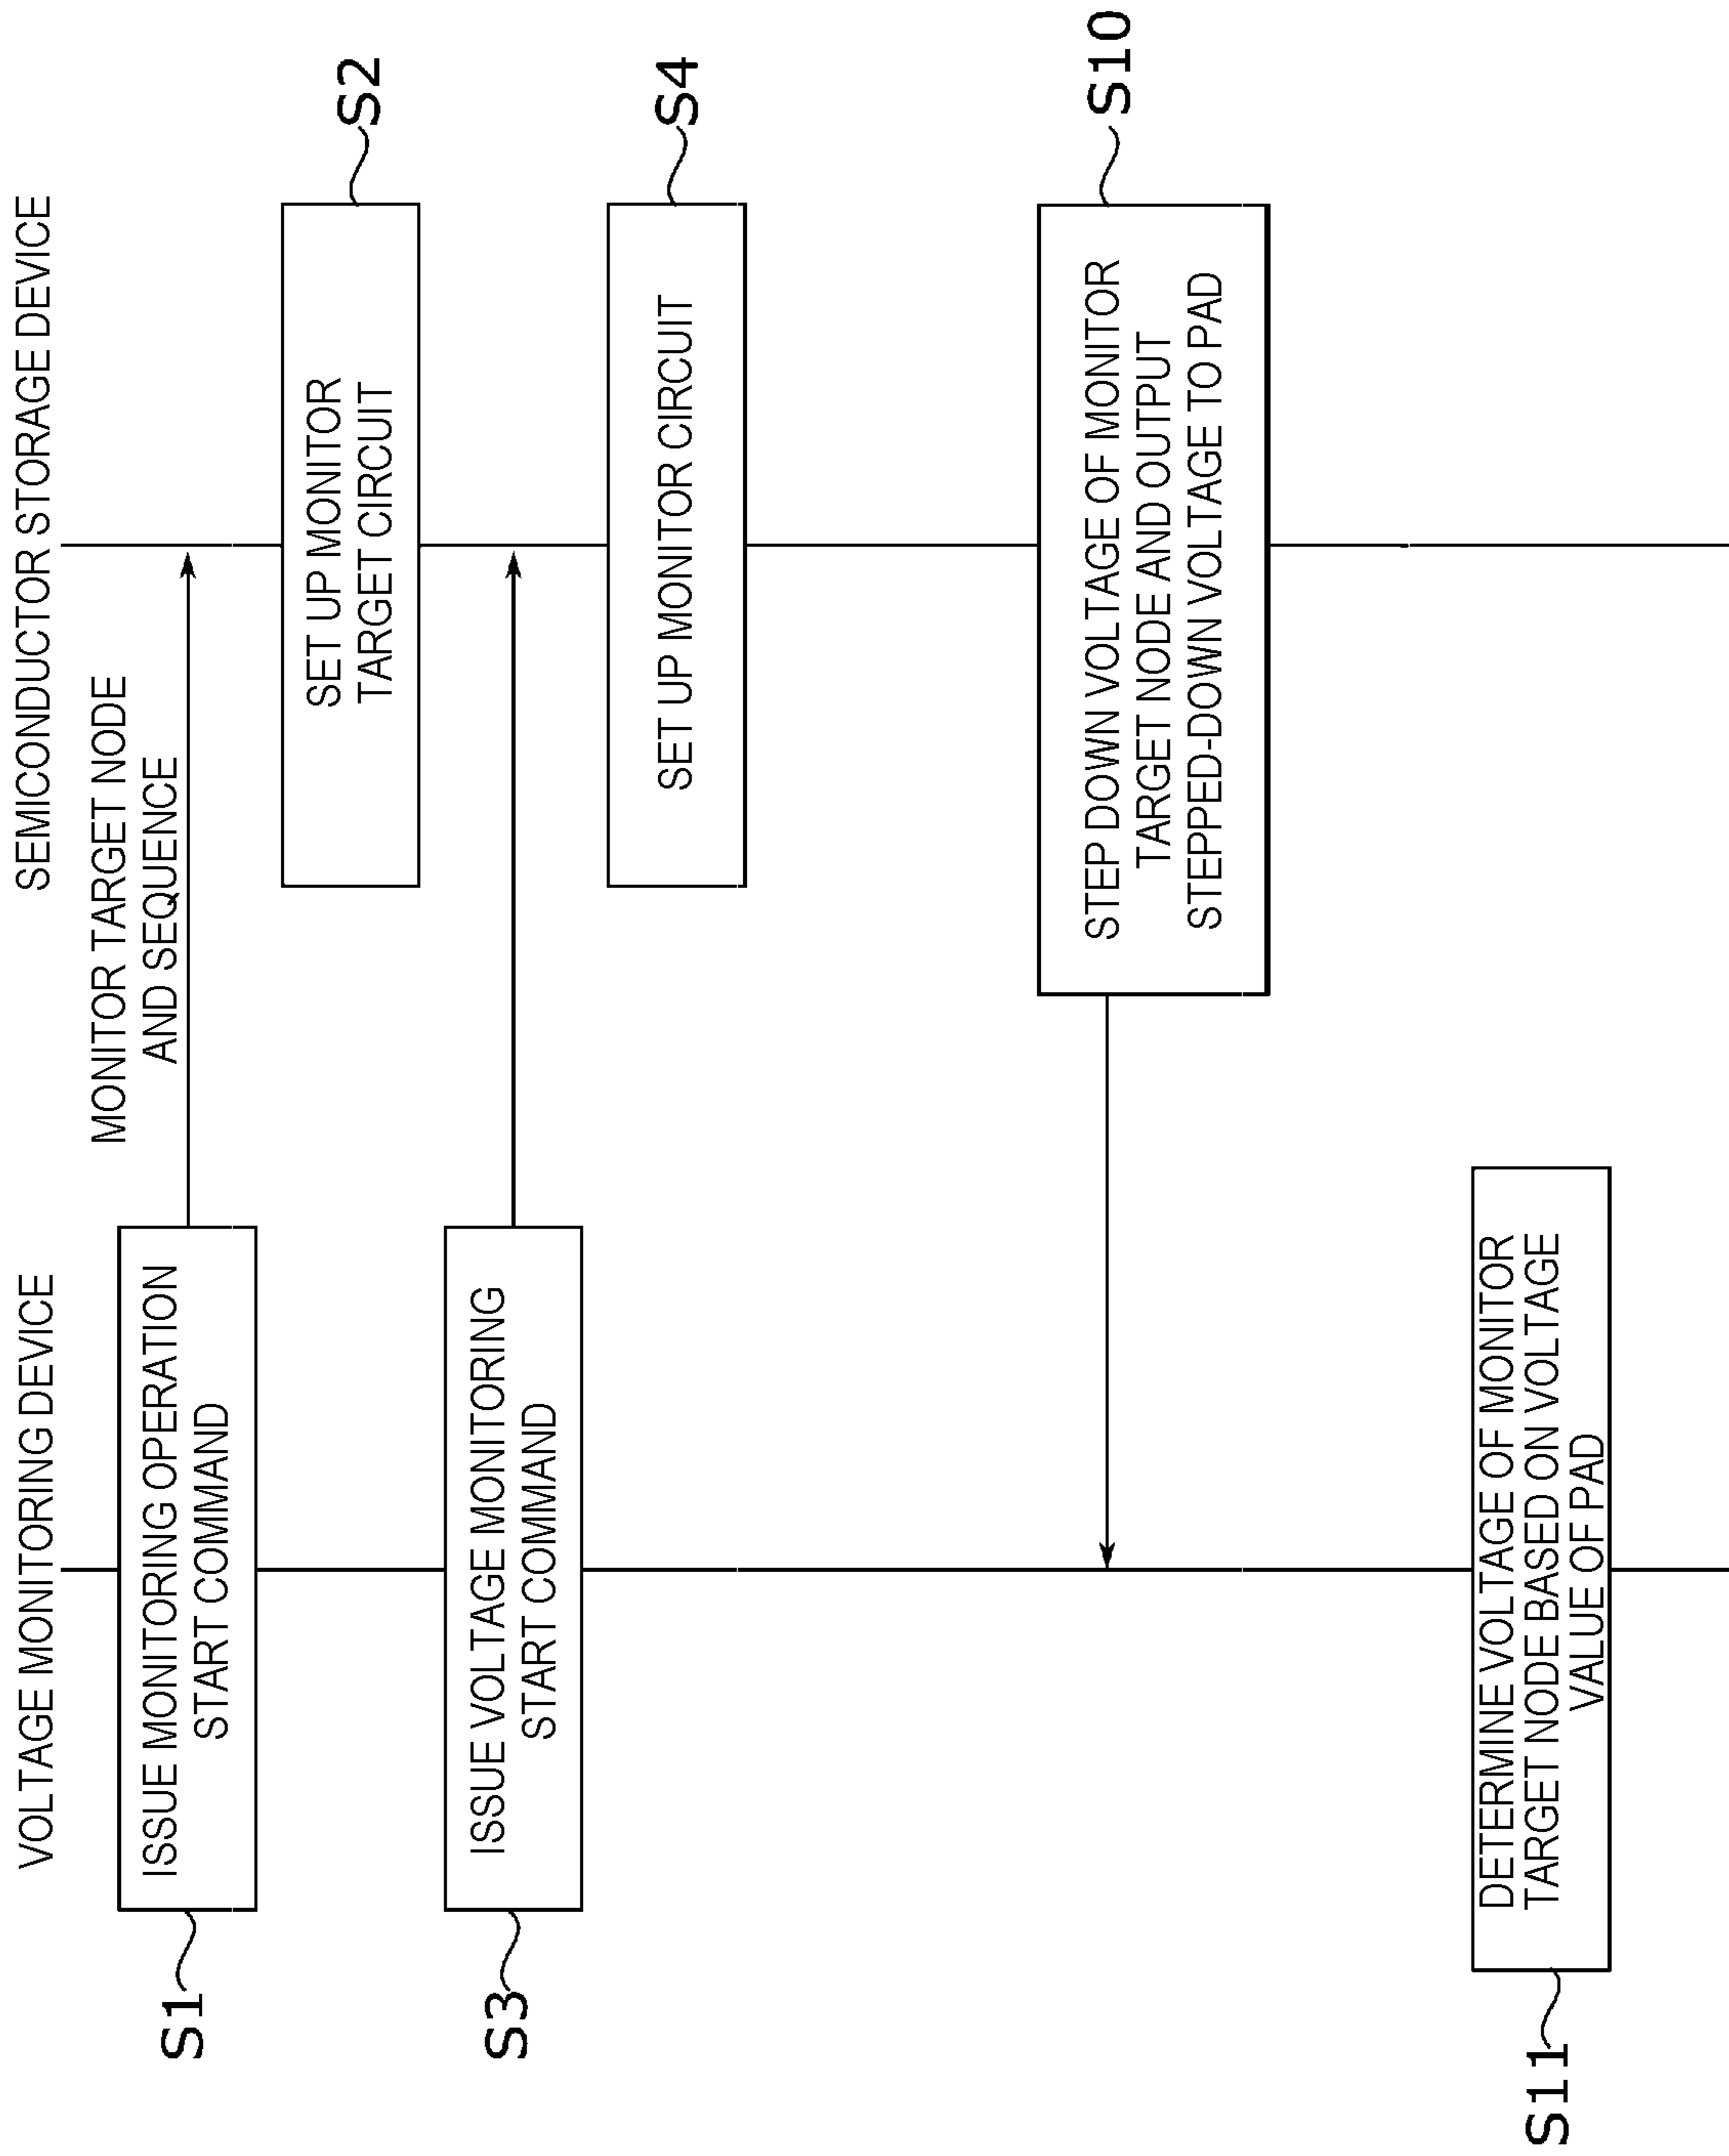 VOLTAGE MONITORING DEVICE
SEMICONDUCTOR STORAGE DEVICE
S1
ISSUE MONITORING OPERATION
START COMMAND
MONITOR TARGET NODE
AND SEQUENCE
SET UP MONITOR
TARGET CIRCUIT
S2
S3
ISSUE VOLTAGE MONITORING
START COMMAND
SET UP MONITOR CIRCUIT
S4
STEP DOWN VOLTAGE OF MONITOR
TARGET NODE AND OUTPUT
STEPPED-DOWN VOLTAGE TO PAD
S10
S11
DETERMINE VOLTAGE OF MONITOR
TARGET NODE BASED ON VOLTAGE
VALUE OF PAD